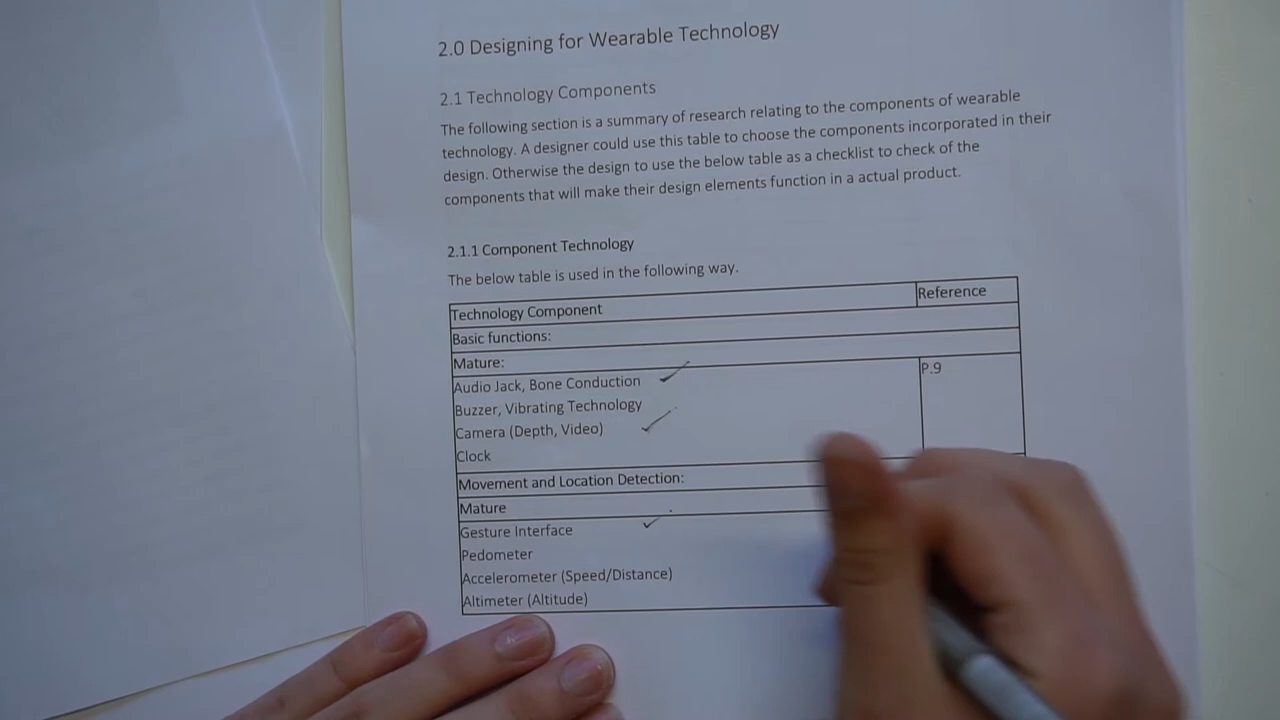 2.0 Designing for Wearable Technology
2.1 Technology Components
The following section is a summary of research relating to the components of wearable
technology. A designer could use this table to choose the components incorporated in their
design. Otherwise the design to use the below table as a checklist to check of the
components that will make their design elements function in a actual product.
2.1.1 Component Technology
The below table is used in the following way.
Technology Component Reference
Basic functions:
Mature:
Audio Jack, Bone Conduction P.9
Buzzer, Vibrating Technology
Camera (Depth, Video)
Clock
Movement and Location Detection:
Mature
Gesture Interface
Pedometer
Accelerometer (Speed/Distance)
Altimeter (Altitude)